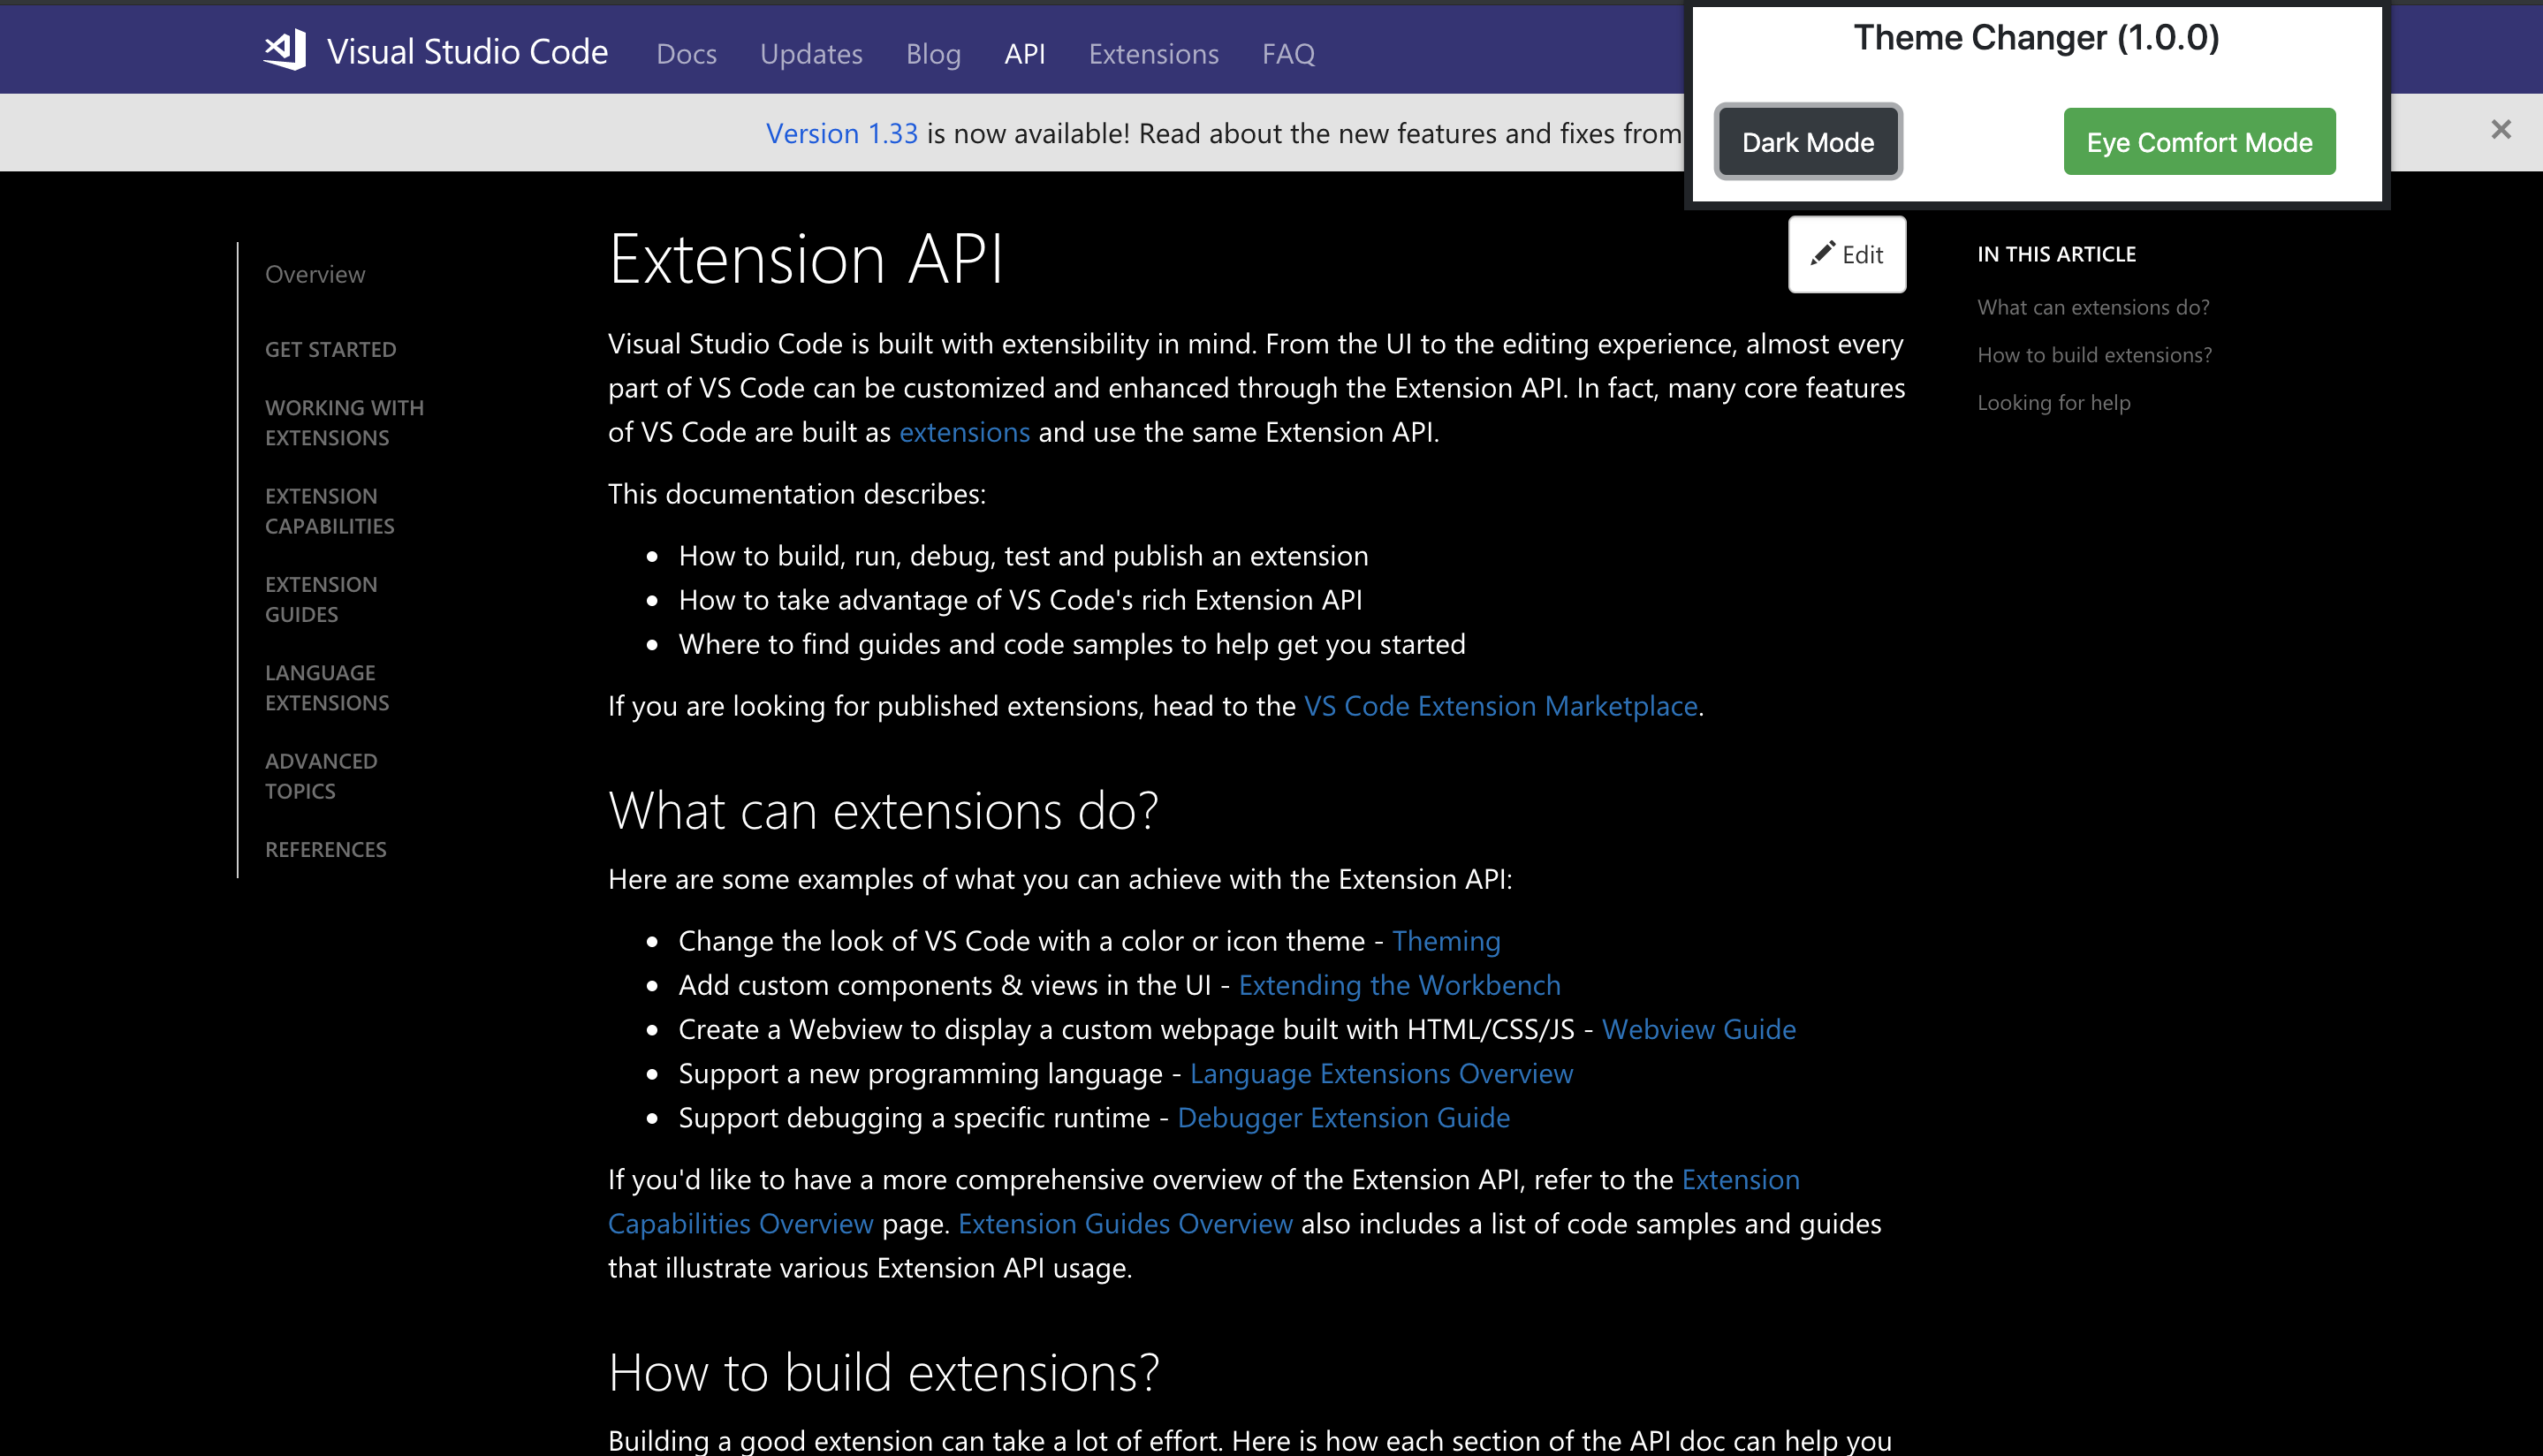 Visual Studio Code Docs Updates Blog API Extensions FAQ
Theme Changer (1.0.0)
Dark Mode Eye Comfort Mode
Version 1.33 is now available! Read about the new features and fixes from
×
Overview
GET STARTED
WORKING WITH
EXTENSIONS
EXTENSION
CAPABILITIES
EXTENSION
GUIDES
LANGUAGE
EXTENSIONS
ADVANCED
TOPICS
REFERENCES
Extension API
Edit
Visual Studio Code is built with extensibility in mind. From the UI to the editing experience, almost every
part of VS Code can be customized and enhanced through the Extension API. In fact, many core features
of VS Code are built as extensions and use the same Extension API.
This documentation describes:
• How to build, run, debug, test and publish an extension
• How to take advantage of VS Code's rich Extension API
• Where to find guides and code samples to help get you started
If you are looking for published extensions, head to the VS Code Extension Marketplace.
What can extensions do?
Here are some examples of what you can achieve with the Extension API:
• Change the look of VS Code with a color or icon theme - Theming
• Add custom components & views in the UI - Extending the Workbench
• Create a Webview to display a custom webpage built with HTML/CSS/JS - Webview Guide
• Support a new programming language - Language Extensions Overview
• Support debugging a specific runtime - Debugger Extension Guide
If you'd like to have a more comprehensive overview of the Extension API, refer to the Extension
Capabilities Overview page. Extension Guides Overview also includes a list of code samples and guides
that illustrate various Extension API usage.
How to build extensions?
Building a good extension can take a lot of effort. Here is how each section of the API doc can help you
IN THIS ARTICLE
What can extensions do?
How to build extensions?
Looking for help